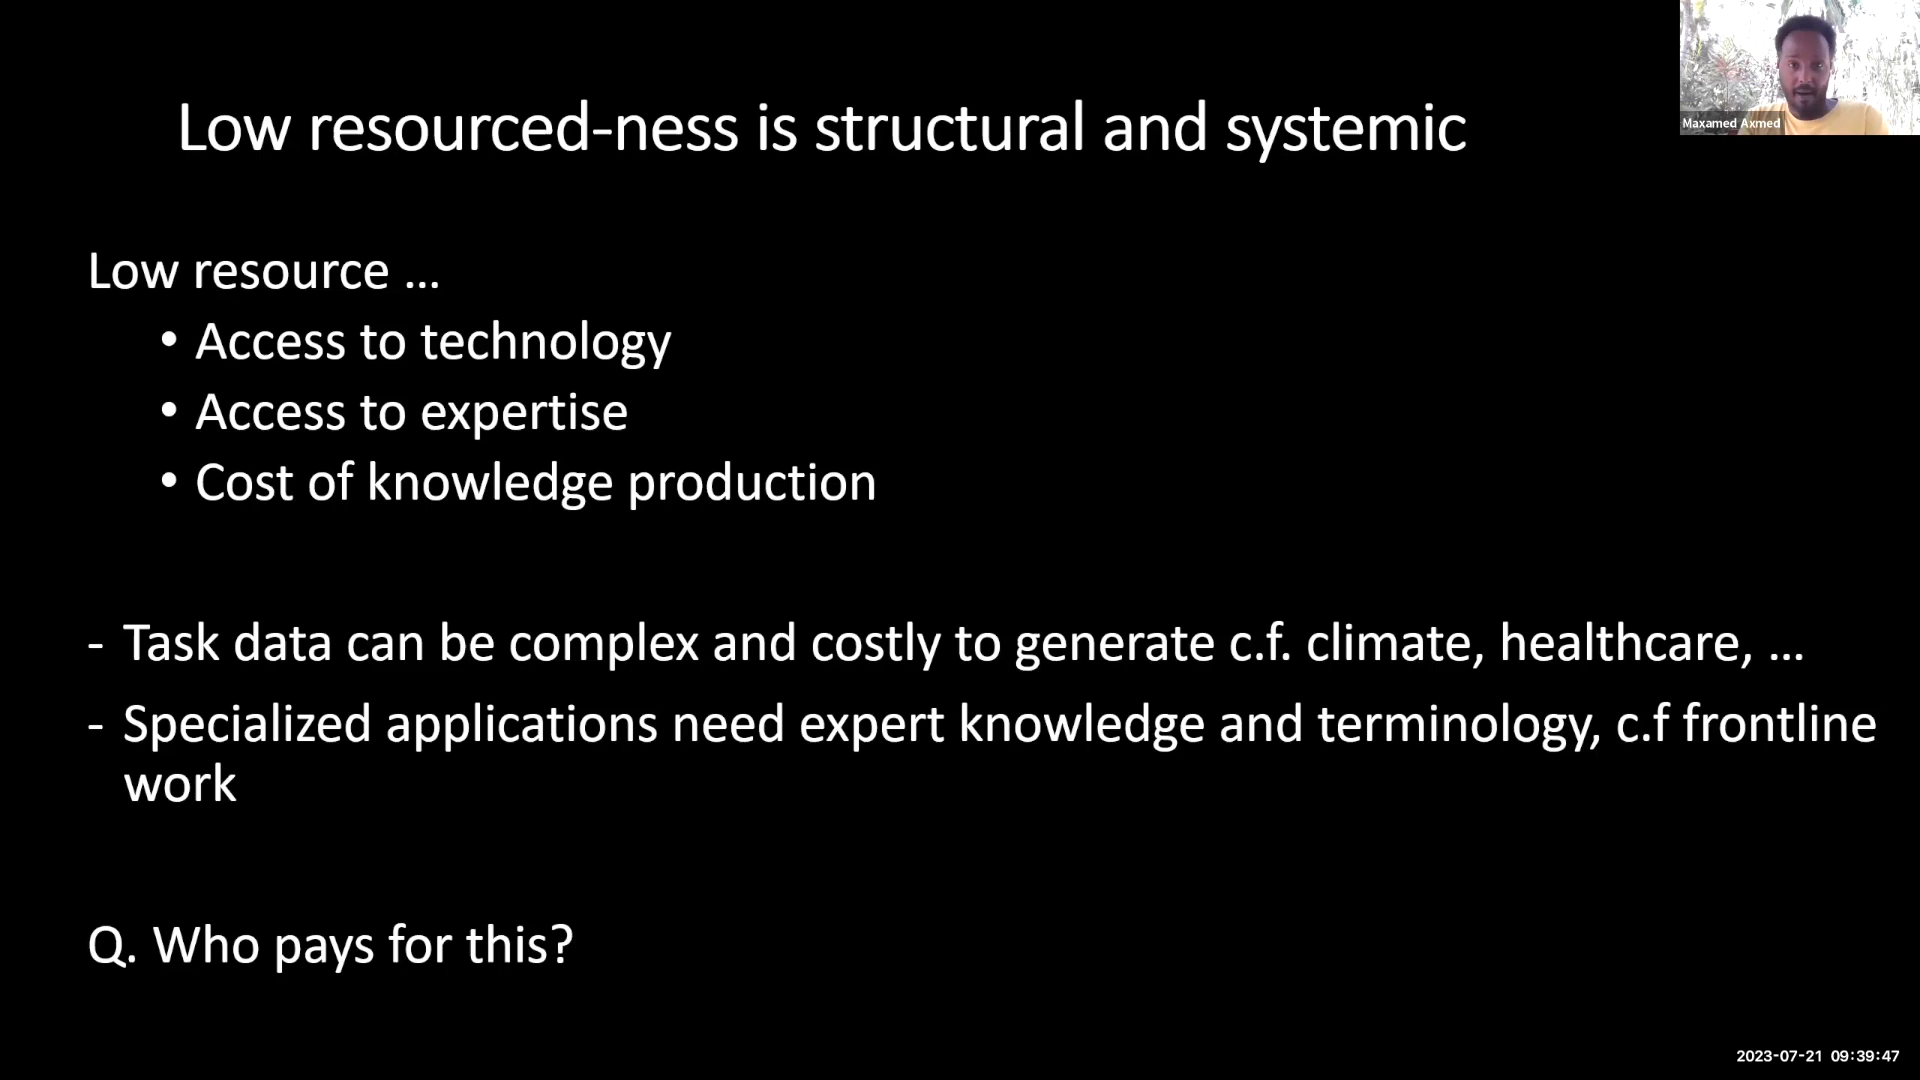 Low resourced-ness is structural and systemic
Maxamed Axmed
Low resource ...
• Access to technology
• Access to expertise
• Cost of knowledge production
- Task data can be complex and costly to generate c.f. climate, healthcare, ...
- Specialized applications need expert knowledge and terminology, c.f frontline
work
Q. Who pays for this?
2023-07-21 09:39:47